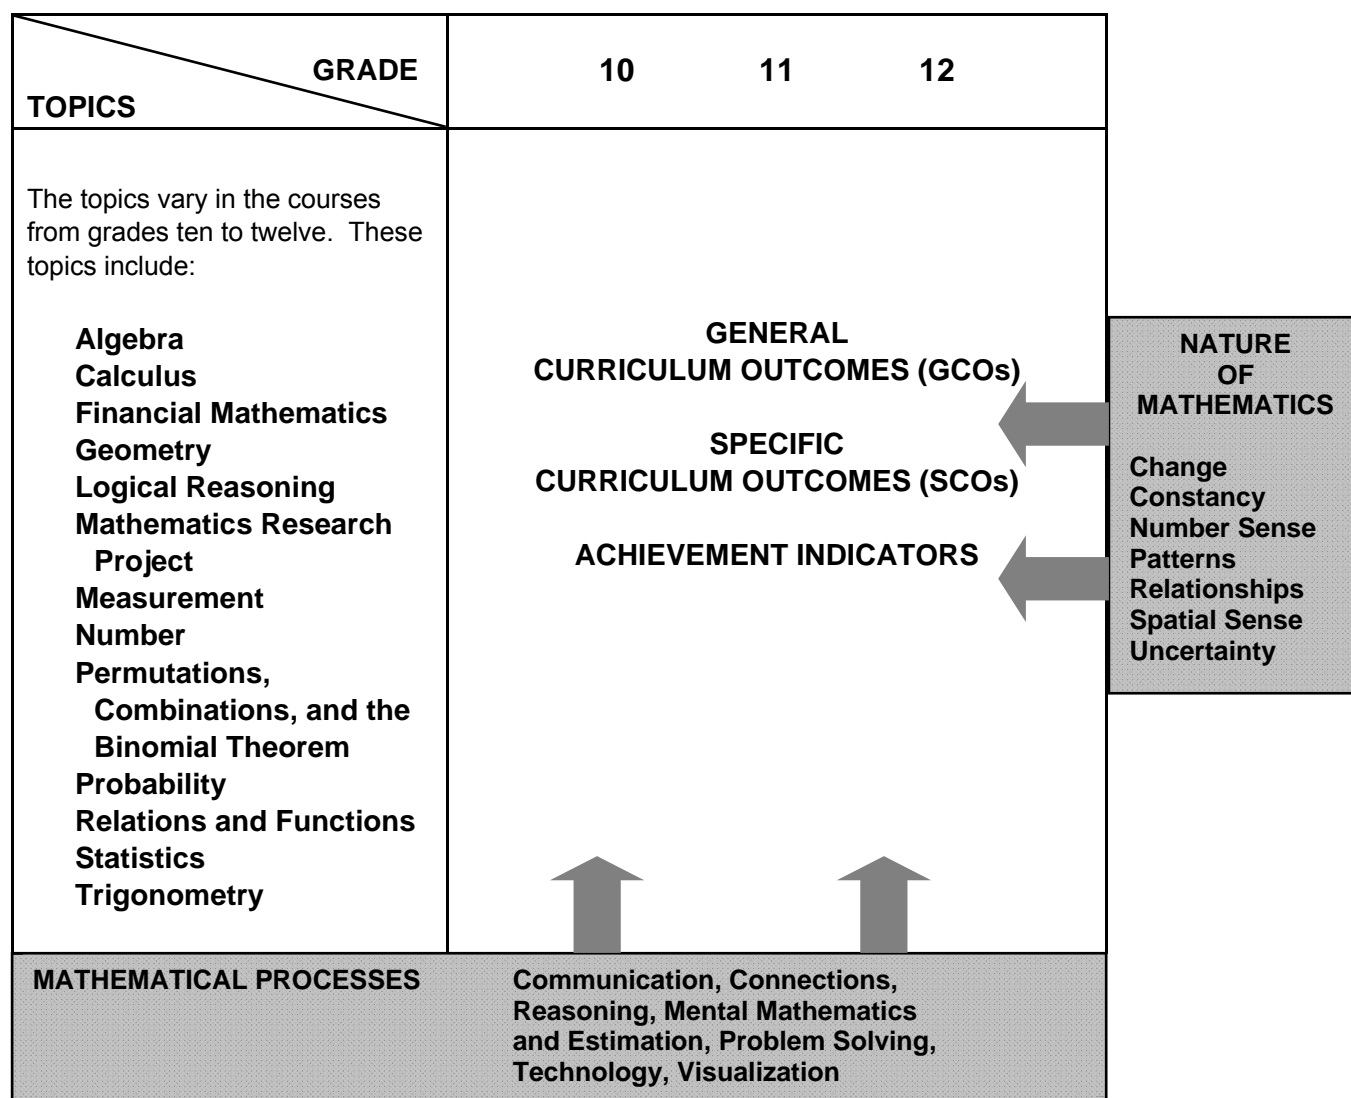 GRADE
TOPICS
10 11 12
The topics vary in the courses
from grades ten to twelve. These
topics include:
Algebra
Calculus
Financial Mathematics
Geometry
Logical Reasoning
Mathematics Research
Project
Measurement
Number
Permutations,
Combinations, and the
Binomial Theorem
Probability
Relations and Functions
Statistics
Trigonometry
GENERAL
CURRICULUM OUTCOMES (GCOs)
SPECIFIC
CURRICULUM OUTCOMES (SCOs)
ACHIEVEMENT INDICATORS
NATURE
OF
MATHEMATICS
Change
Constancy
Number Sense
Patterns
Relationships
Spatial Sense
Uncertainty
MATHEMATICAL PROCESSES
Communication, Connections,
Reasoning, Mental Mathematics
and Estimation, Problem Solving,
Technology, Visualization